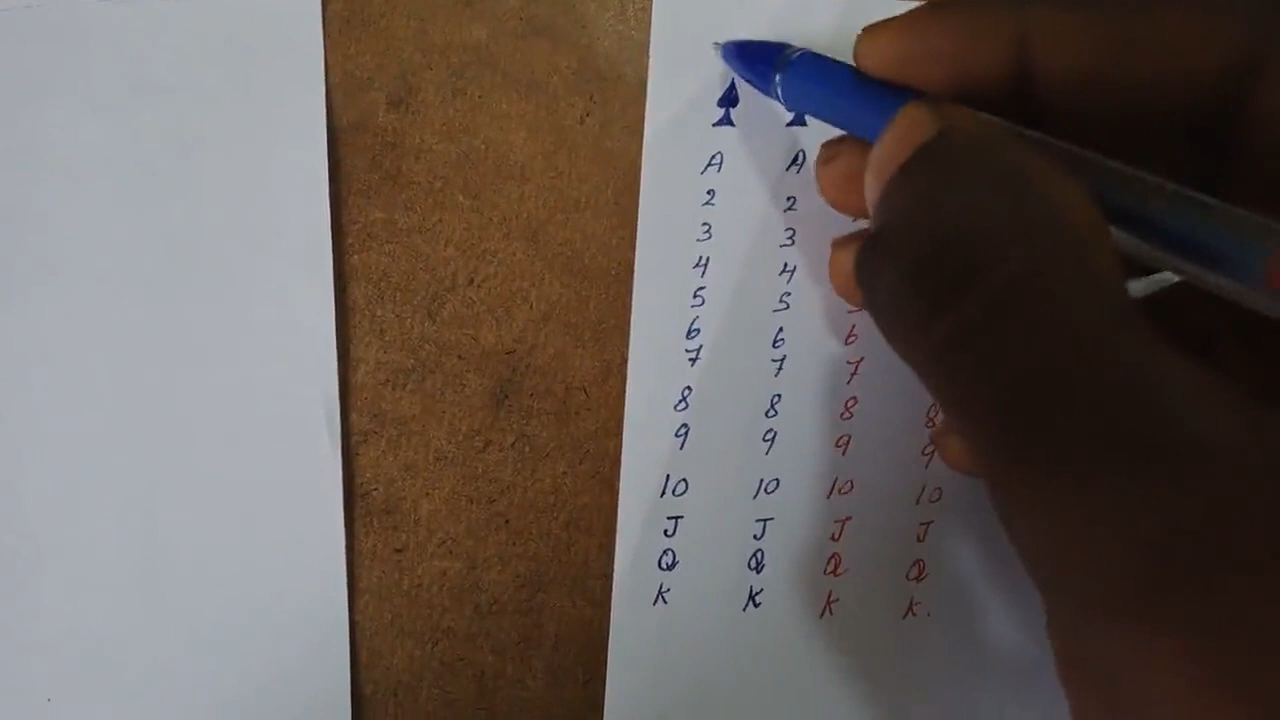 A A
2 2
3 3
4 4
5 5
6 6 6
7 7 7
8 8 8 8
9 9 9 9
10 10 10 10
J J J J
Q Q Q Q
K K K K.